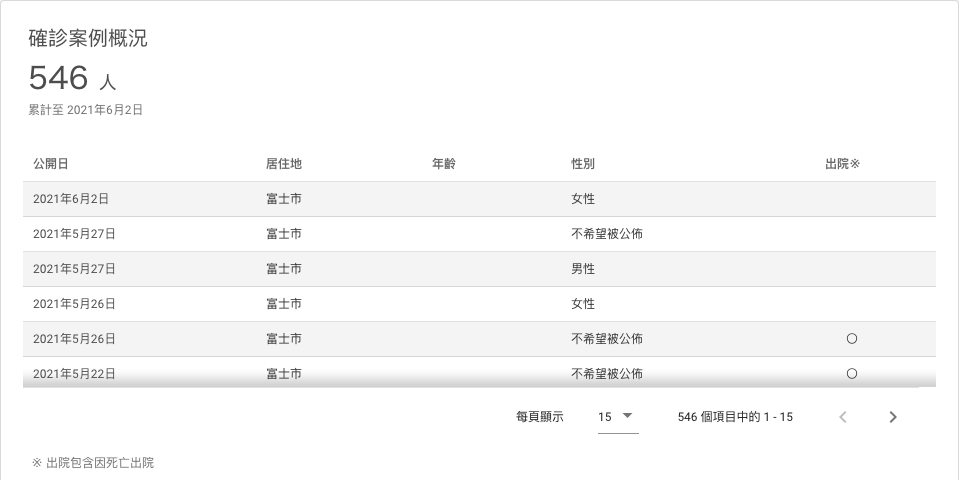 確診案例概況
546 人
累計至 2021年6月2日
公開日 居住地 年齡 性別 出院※
2021年6月2日 富士市 女性
2021年5月27日 富士市 不希望被公佈
2021年5月27日 富士市 男性
2021年5月26日 富士市 女性
2021年5月26日 富士市 不希望被公佈 〇
2021年5月22日 富士市 不希望被公佈 〇
每頁顯示 15 546 個項目中的 1 - 15
※ 出院包含因死亡出院